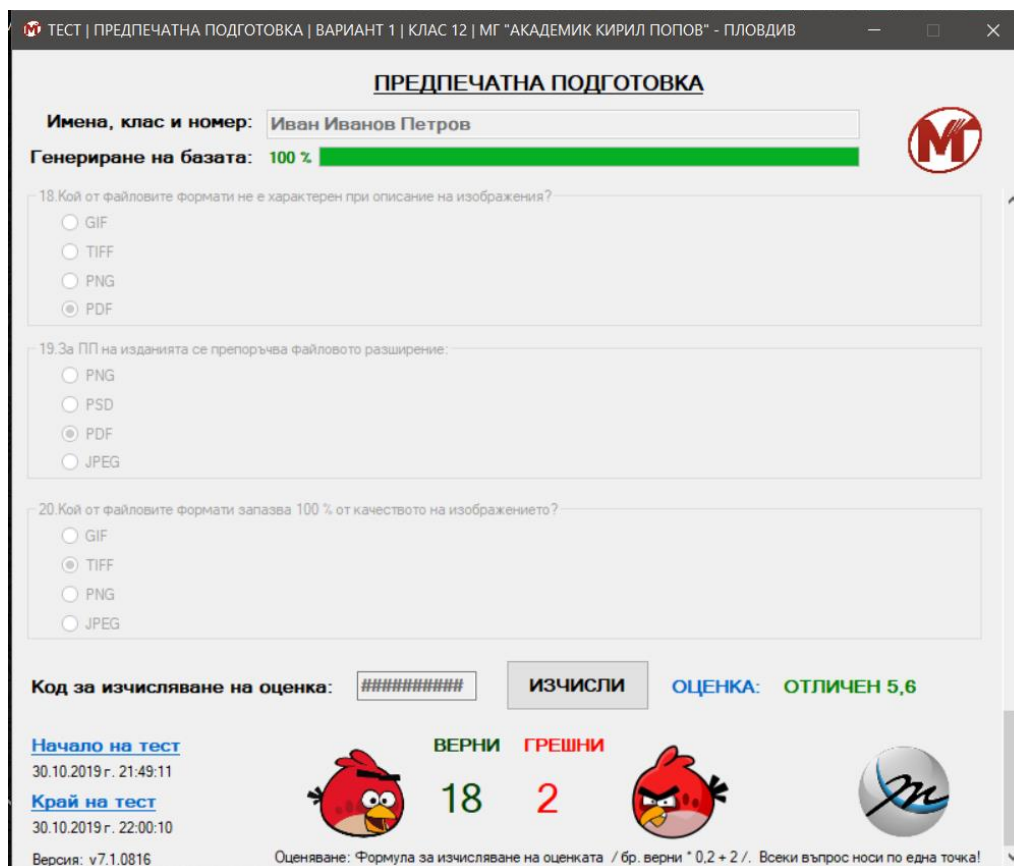 ТЕСТ | ПРЕДПЕЧАТНА ПОДГОТОВКА | ВАРИАНТ 1 | КЛАС 12 | МГ "АКАДЕМИК КИРИЛ ПОПОВ" - ПЛОВДИВ
ПРЕДПЕЧАТНА ПОДГОТОВКА
Имена, клас и номер: Иван Иванов Петров
Генериране на базата: 100 %
18.Кой от файловите формати не е характерен при описание на изображения?
GIF
TIFF
PNG
PDF
19.За ПП на изданията се препоръчва файловото разширение:
PNG
PSD
PDF
JPEG
20.Кой от файловите формати запазва 100 % от качеството на изображението?
GIF
TIFF
PNG
JPEG
Код за изчисляване на оценка: ########## ИЗЧИСЛИ ОЦЕНКА: ОТЛИЧЕН 5,6
Начало на тест
30.10.2019 г. 21:49:11
Край на тест
30.10.2019 г. 22:00:10
ВЕРНИ ГРЕШНИ
18 2
Версия: v7.1.0816
Оценяване: Формула за изчисляване на оценката / бр. верни * 0,2 + 2 /. Всеки въпрос носи по една точка!